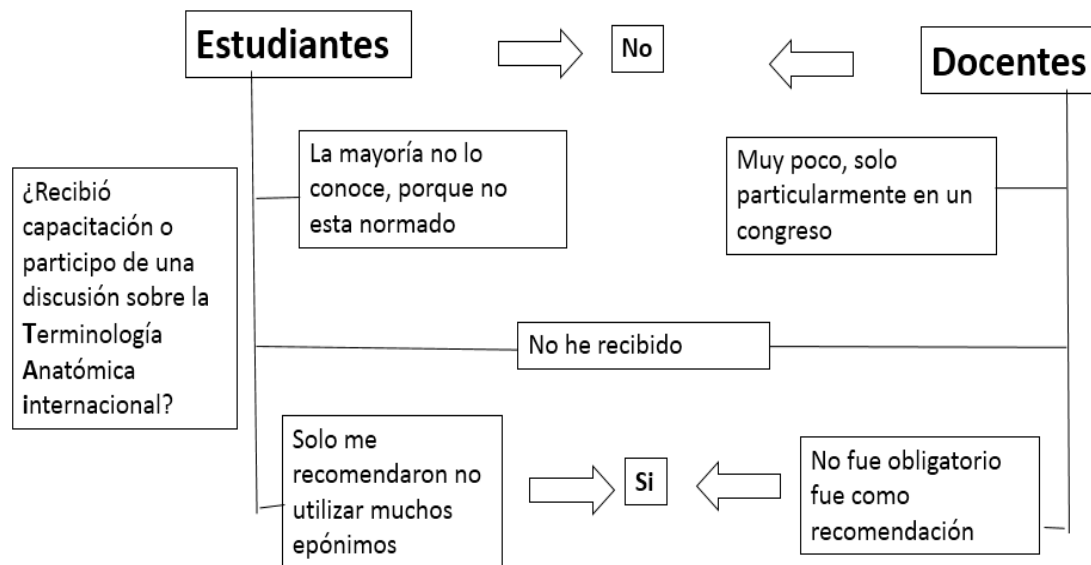 Estudiantes
No
Docentes
La mayoría no lo
conoce, porque no
esta normado
Muy poco, solo
particularmente en un
congreso
¿Recibió
capacitación o
participo de una
discusión sobre la
Terminología
Anatómica
internacional?
No he recibido
Solo me
recomendaron no
utilizar muchos
epónimos
Si
No fue obligatorio
fue como
recomendación